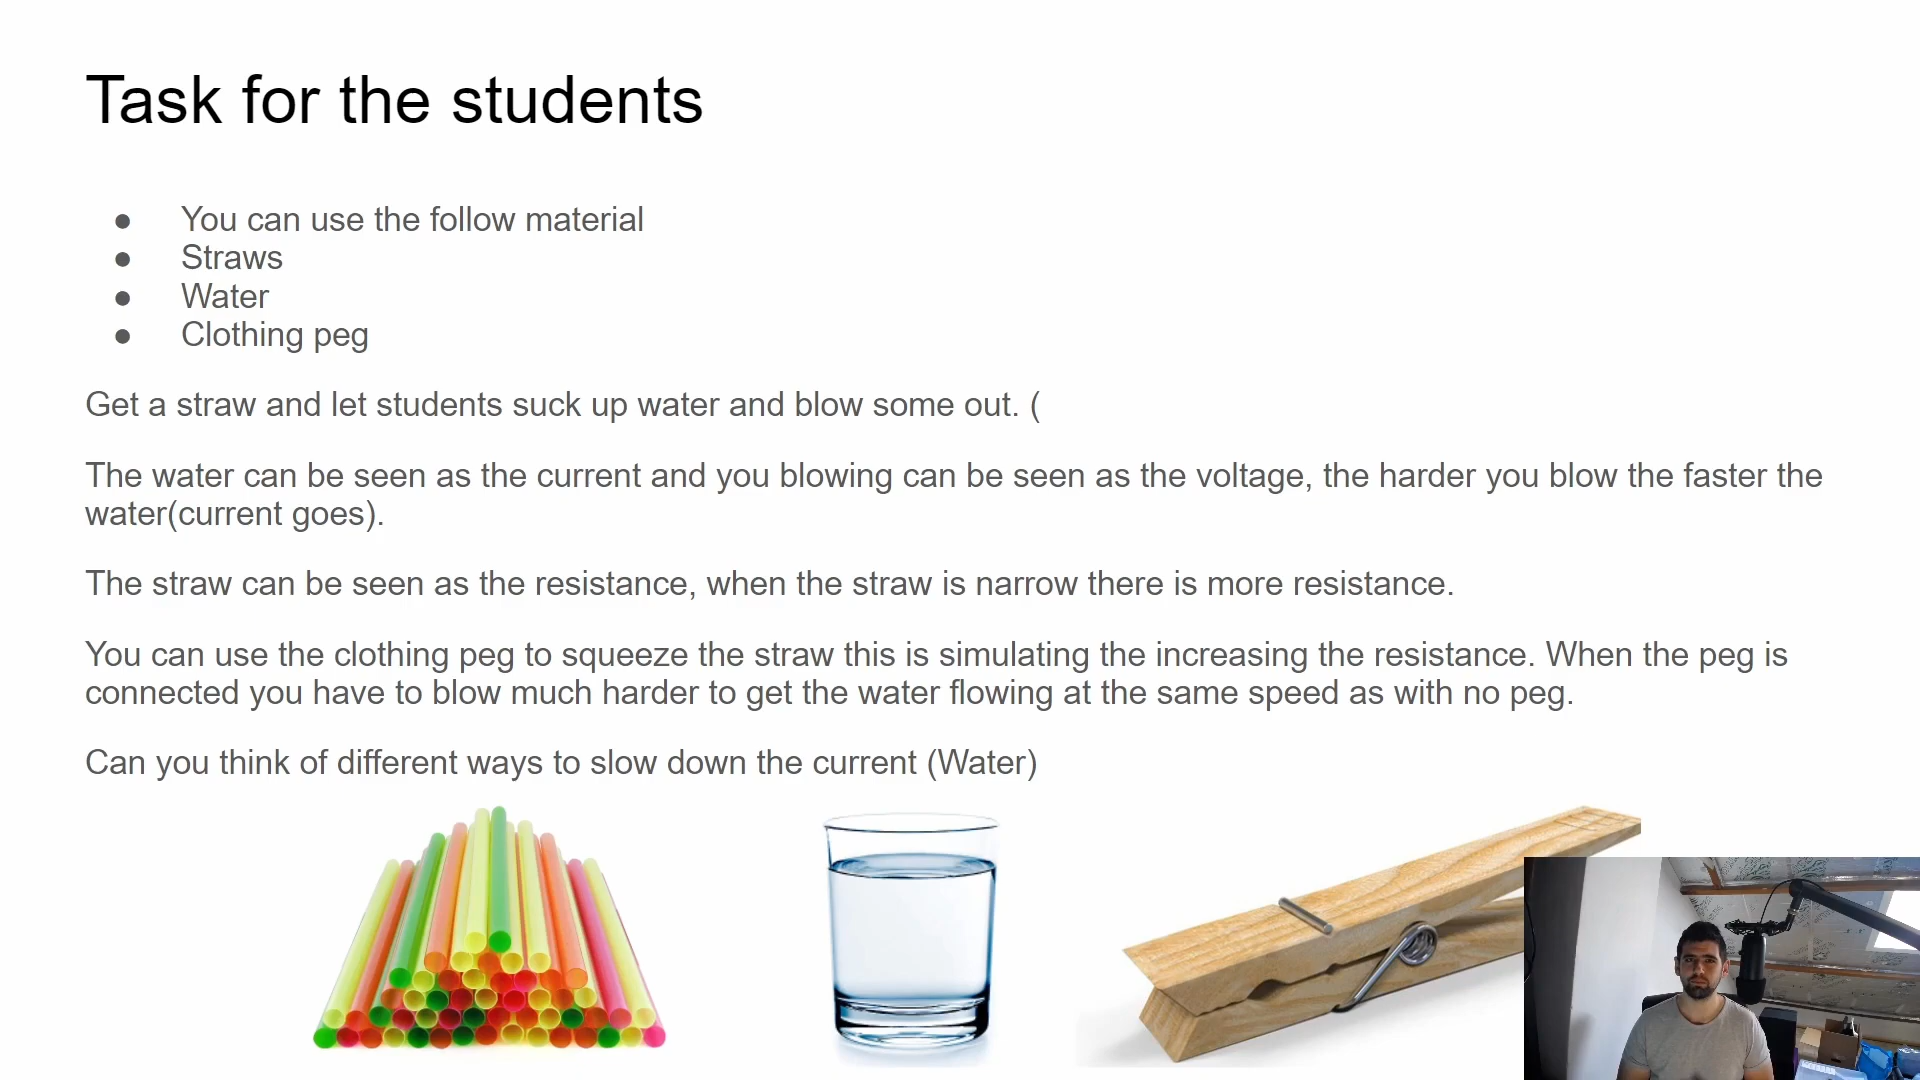 Task for the students
● You can use the follow material
● Straws
● Water
● Clothing peg
Get a straw and let students suck up water and blow some out. (
The water can be seen as the current and you blowing can be seen as the voltage, the harder you blow the faster the
water(current goes).
The straw can be seen as the resistance, when the straw is narrow there is more resistance.
You can use the clothing peg to squeeze the straw this is simulating the increasing the resistance. When the peg is
connected you have to blow much harder to get the water flowing at the same speed as with no peg.
Can you think of different ways to slow down the current (Water)